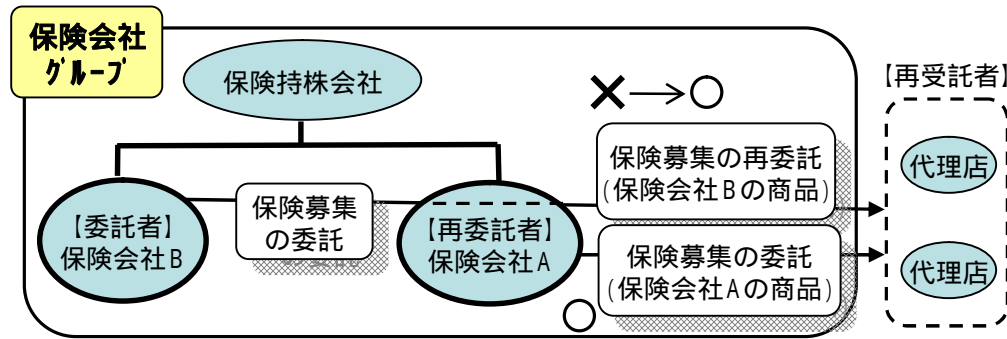 保険会社
グループ
保険持株会社
×→○
【再受託者】
保険募集の再委託
(保険会社Bの商品)
代理店
【委託者】
保険会社B
保険募集
の委託
【再委託者】
保険会社A
保険募集の委託
(保険会社Aの商品)
代理店
○